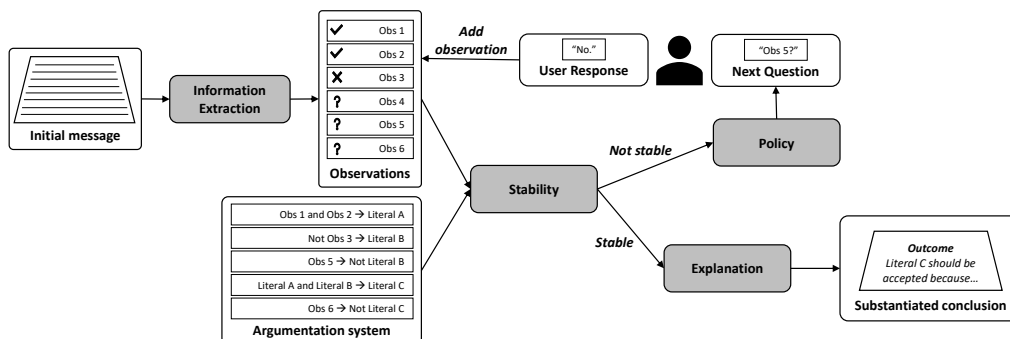 Initial message
Information
Extraction
Obs 1
Obs 2
Obs 3
? Obs 4
? Obs 5
? Obs 6
Observations
Add
observation
"No."
User Response
"Obs 5?"
Next Question
Obs 1 and Obs 2 → Literal A
Not Obs 3 → Literal B
Obs 5 → Not Literal B
Literal A and Literal B → Literal C
Obs 6 → Not Literal C
Argumentation system
Stability
Not stable
Policy
Stable
Explanation
Outcome
Literal C should be
accepted because...
Substantiated conclusion